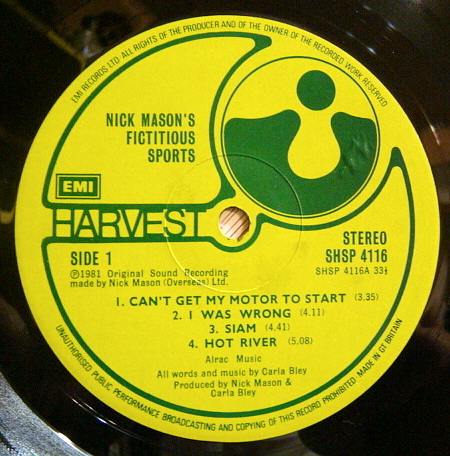 EMI RECORDS LTD. ALL RIGHTS OF THE PRODUCER AND OF THE OWNER OF THE RECORDED WORK RESERVED.
NICK MASON'S
FICTITIOUS
SPORTS
EMI
HARVEST
SIDE 1
℗1981 Original Sound Recording
made by Nick Mason (Overseas) Ltd.
STEREO
SHSP 4116
SHSP 4116A 33⅓
1. CAN'T GET MY MOTOR TO START (3.35)
2. I WAS WRONG (4.11)
3. SIAM (4.41)
4. HOT RIVER (5.08)
Alrac Music
All words and music by Carla Bley
Produced by Nick Mason &
Carla Bley
UNAUTHORISED PUBLIC PERFORMANCE BROADCASTING AND COPYING OF THIS RECORD PROHIBITED. MADE IN GT BRITAIN